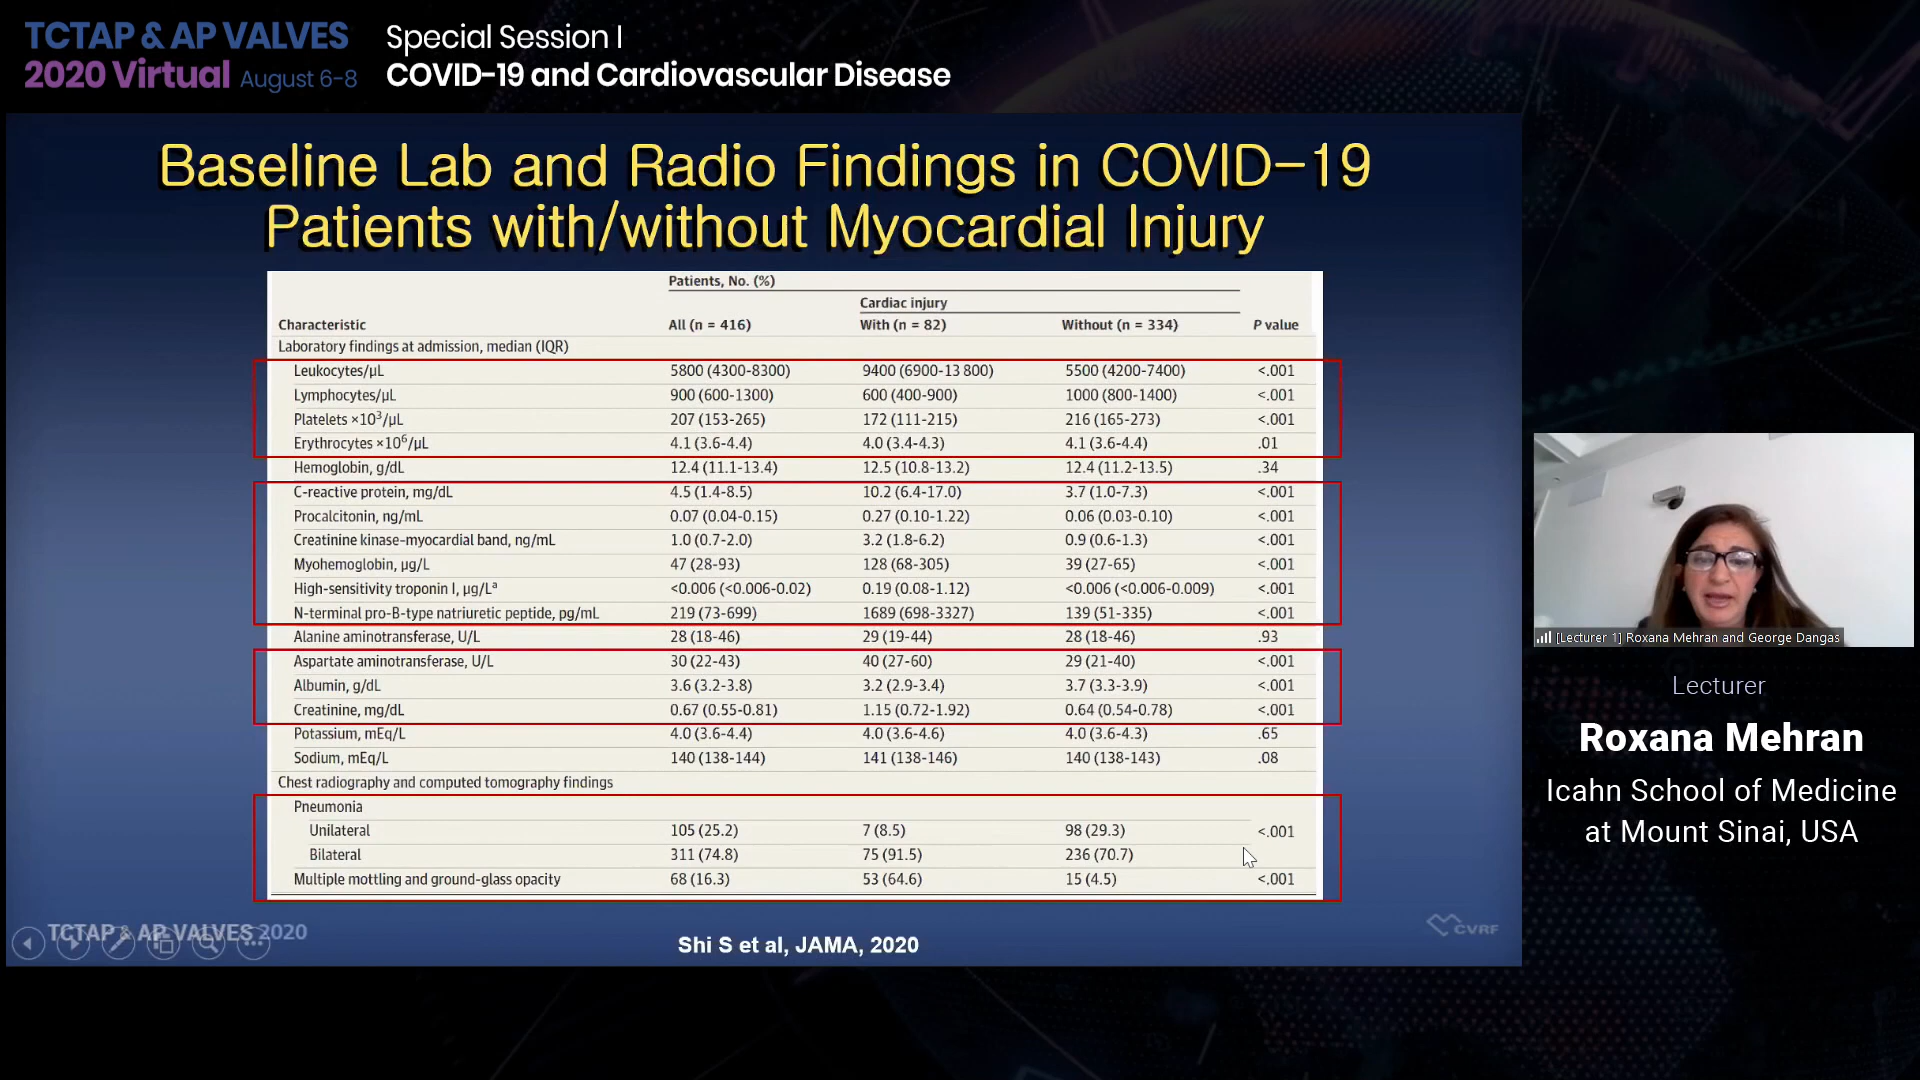 TCTAP & AP VALVES
2020 Virtual August 6-8
Special Session I
COVID-19 and Cardiovascular Disease
Baseline Lab and Radio Findings in COVID-19
Patients with/without Myocardial Injury
Patients, No. (%)
Cardiac injury
Characteristic All (n = 416) With (n = 82) Without (n = 334) P value
Laboratory findings at admission, median (IQR)
Leukocytes/μL 5800 (4300-8300) 9400 (6900-13 800) 5500 (4200-7400) <.001
Lymphocytes/μL 900 (600-1300) 600 (400-900) 1000 (800-1400) <.001
Platelets ×10³/μL 207 (153-265) 172 (111-215) 216 (165-273) <.001
Erythrocytes ×10⁶/μL 4.1 (3.6-4.4) 4.0 (3.4-4.3) 4.1 (3.6-4.4) .01
Hemoglobin, g/dL 12.4 (11.1-13.4) 12.5 (10.8-13.2) 12.4 (11.2-13.5) .34
C-reactive protein, mg/dL 4.5 (1.4-8.5) 10.2 (6.4-17.0) 3.7 (1.0-7.3) <.001
Procalcitonin, ng/mL 0.07 (0.04-0.15) 0.27 (0.10-1.22) 0.06 (0.03-0.10) <.001
Creatinine kinase-myocardial band, ng/mL 1.0 (0.7-2.0) 3.2 (1.8-6.2) 0.9 (0.6-1.3) <.001
Myohemoglobin, μg/L 47 (28-93) 128 (68-305) 39 (27-65) <.001
High-sensitivity troponin I, μg/Lª <0.006 (<0.006-0.02) 0.19 (0.08-1.12) <0.006 (<0.006-0.009) <.001
N-terminal pro-B-type natriuretic peptide, pg/mL 219 (73-699) 1689 (698-3327) 139 (51-335) <.001
Alanine aminotransferase, U/L 28 (18-46) 29 (19-44) 28 (18-46) .93
Aspartate aminotransferase, U/L 30 (22-43) 40 (27-60) 29 (21-40) <.001
Albumin, g/dL 3.6 (3.2-3.8) 3.2 (2.9-3.4) 3.7 (3.3-3.9) <.001
Creatinine, mg/dL 0.67 (0.55-0.81) 1.15 (0.72-1.92) 0.64 (0.54-0.78) <.001
Potassium, mEq/L 4.0 (3.6-4.4) 4.0 (3.6-4.6) 4.0 (3.6-4.3) .65
Sodium, mEq/L 140 (138-144) 141 (138-146) 140 (138-143) .08
Chest radiography and computed tomography findings
Pneumonia
Unilateral 105 (25.2) 7 (8.5) 98 (29.3) <.001
Bilateral 311 (74.8) 75 (91.5) 236 (70.7)
Multiple mottling and ground-glass opacity 68 (16.3) 53 (64.6) 15 (4.5) <.001
TCTAP & AP VALVES 2020
Shi S et al, JAMA, 2020
CVRF
[Lecturer 1] Roxana Mehran and George Dangas
Lecturer
Roxana Mehran
Icahn School of Medicine
at Mount Sinai, USA